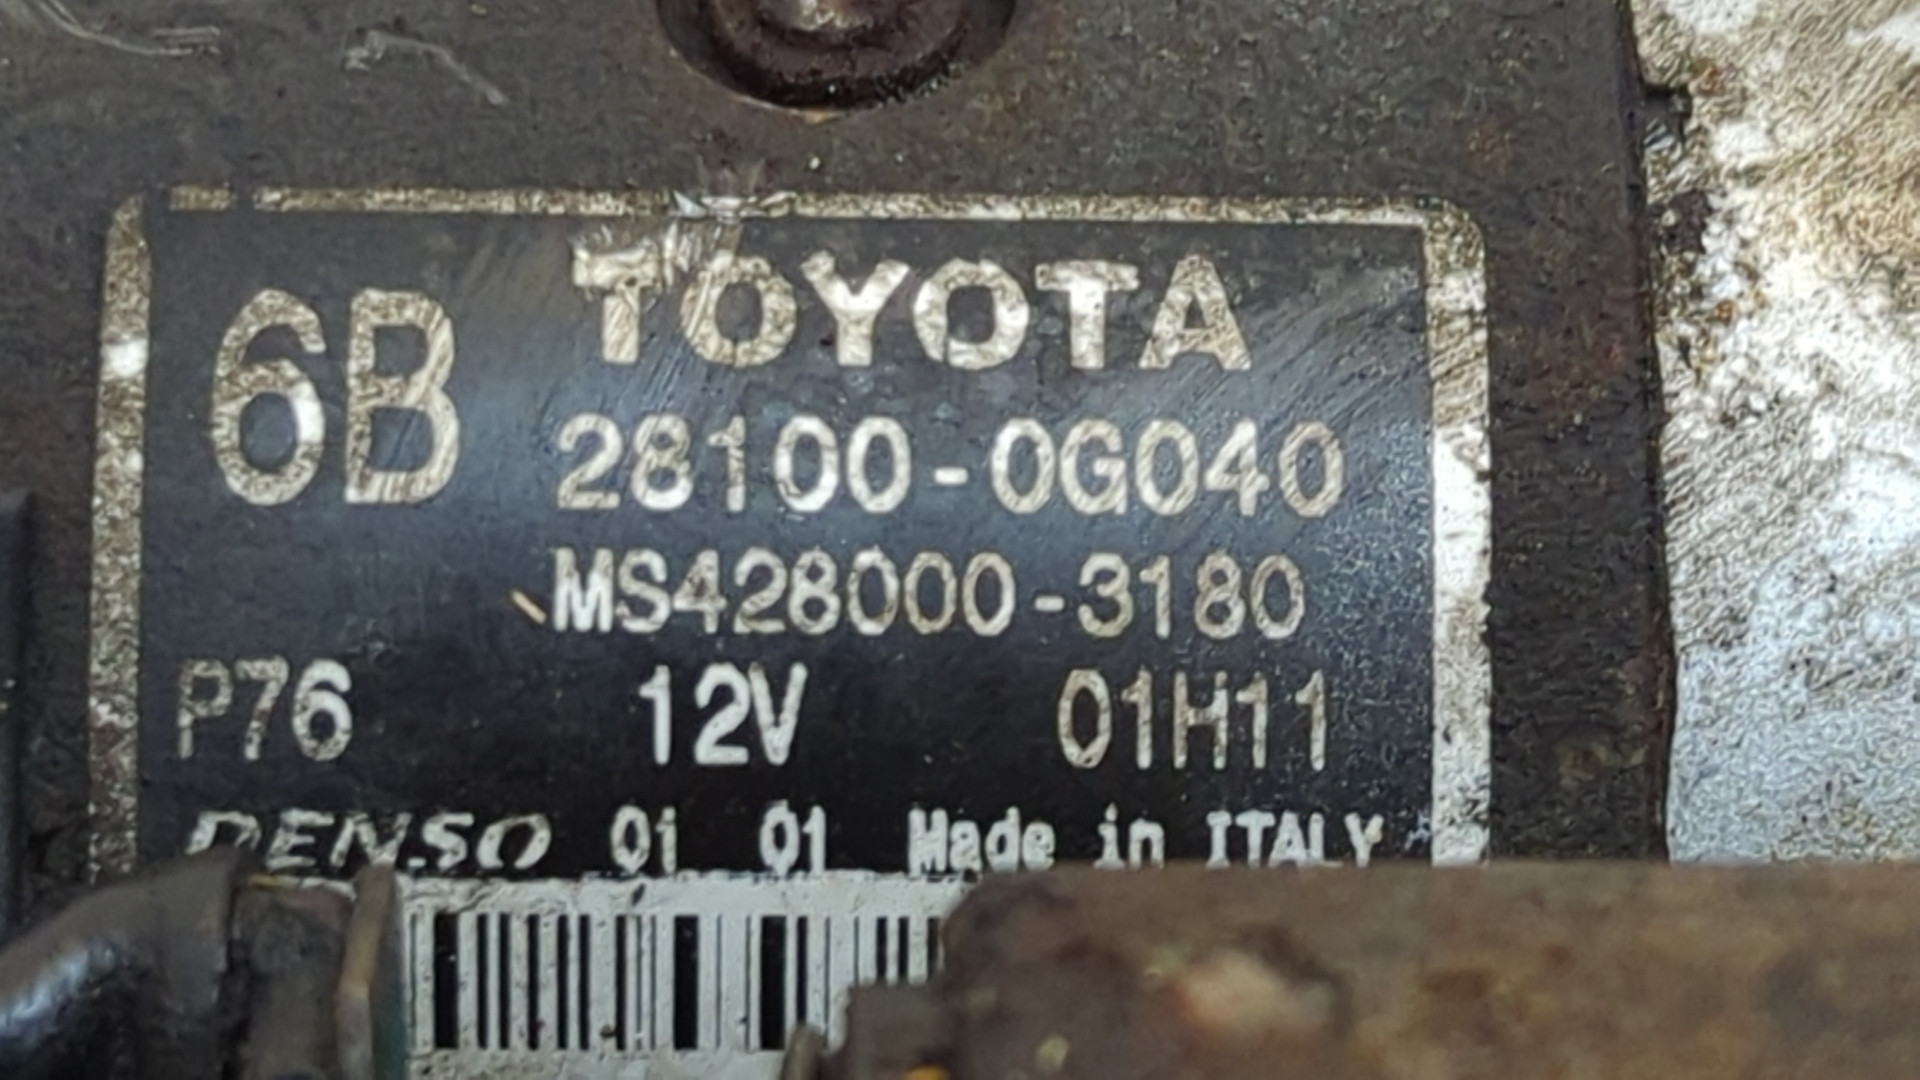 6B TOYOTA
28100-0G040
MS428000-3180
P76 12V 01H11
DENSO 01 01 Made in ITALY